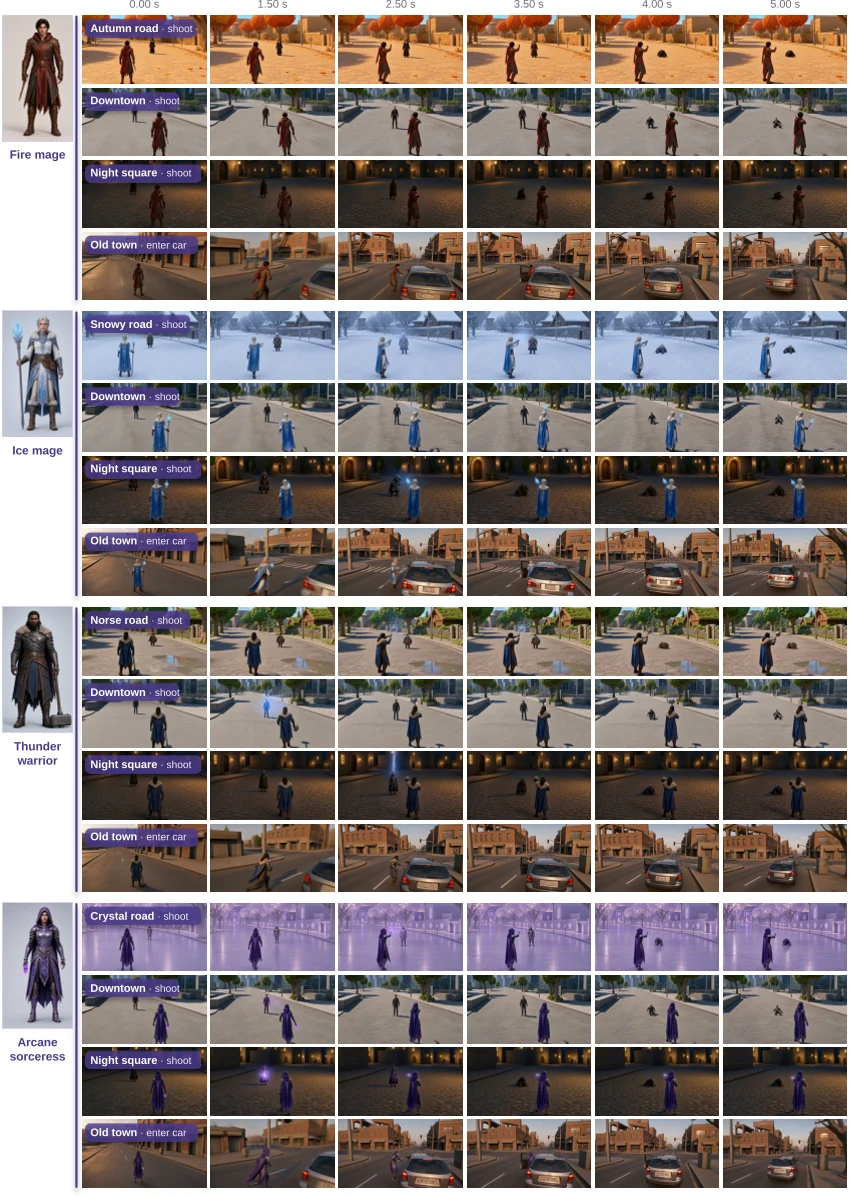 0.00 s 1.50 s 2.50 s 3.50 s 4.00 s 5.00 s
Autumn road · shoot
Downtown · shoot
Fire mage
Night square · shoot
Old town · enter car
Snowy road · shoot
Downtown · shoot
Ice mage
Night square · shoot
Old town · enter car
Norse road · shoot
Downtown · shoot
Thunder
warrior
Night square · shoot
Old town · enter car
Crystal road · shoot
Downtown · shoot
Arcane
sorceress
Night square · shoot
Old town · enter car